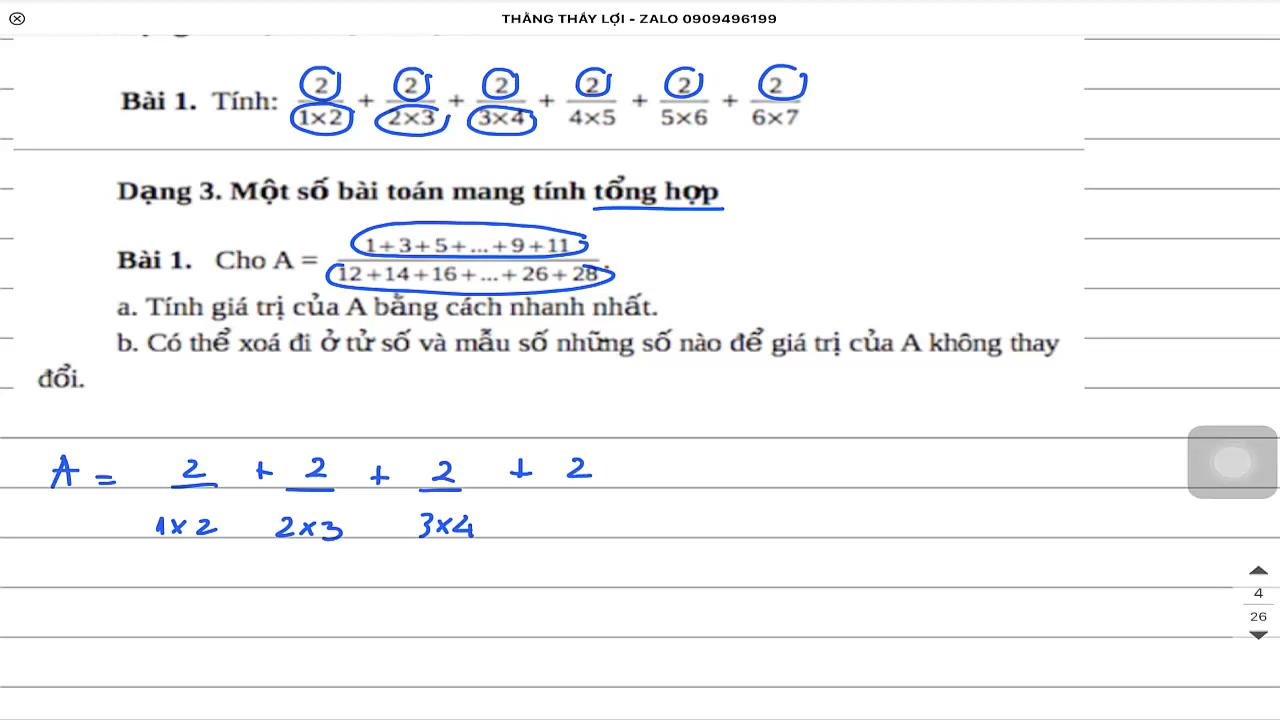 THẰNG THẦY LỢI - ZALO 0909496199
Bài 1. Tính: 2/1×2 + 2/2×3 + 2/3×4 + 2/4×5 + 2/5×6 + 2/6×7
Dạng 3. Một số bài toán mang tính tổng hợp
Bài 1. Cho A = 1+3+5+...+9+11 / 12+14+16+...+26+28.
a. Tính giá trị của A bằng cách nhanh nhất.
b. Có thể xoá đi ở tử số và mẫu số những số nào để giá trị của A không thay
đổi.
A = 2/1×2 + 2/2×3 + 2/3×4 + 2
4
26